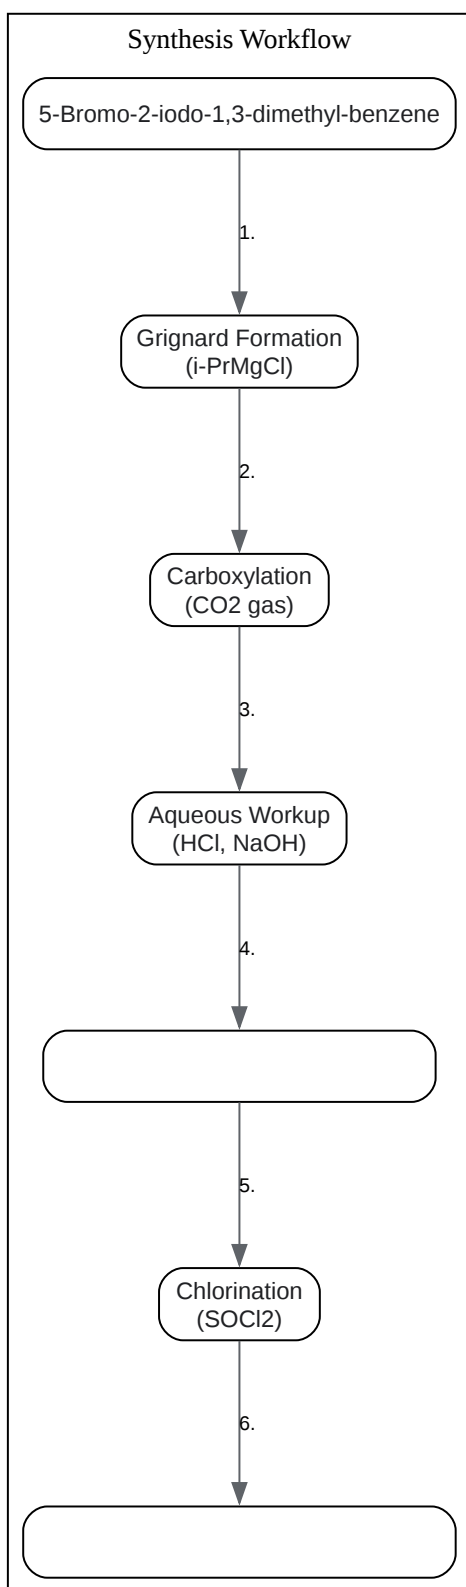 Synthesis Workflow
5-Bromo-2-iodo-1,3-dimethyl-benzene
1.
Grignard Formation
(i-PrMgCl)
2.
Carboxylation
(CO2 gas)
3.
Aqueous Workup
(HCl, NaOH)
4.
5.
Chlorination
(SOCl2)
6.